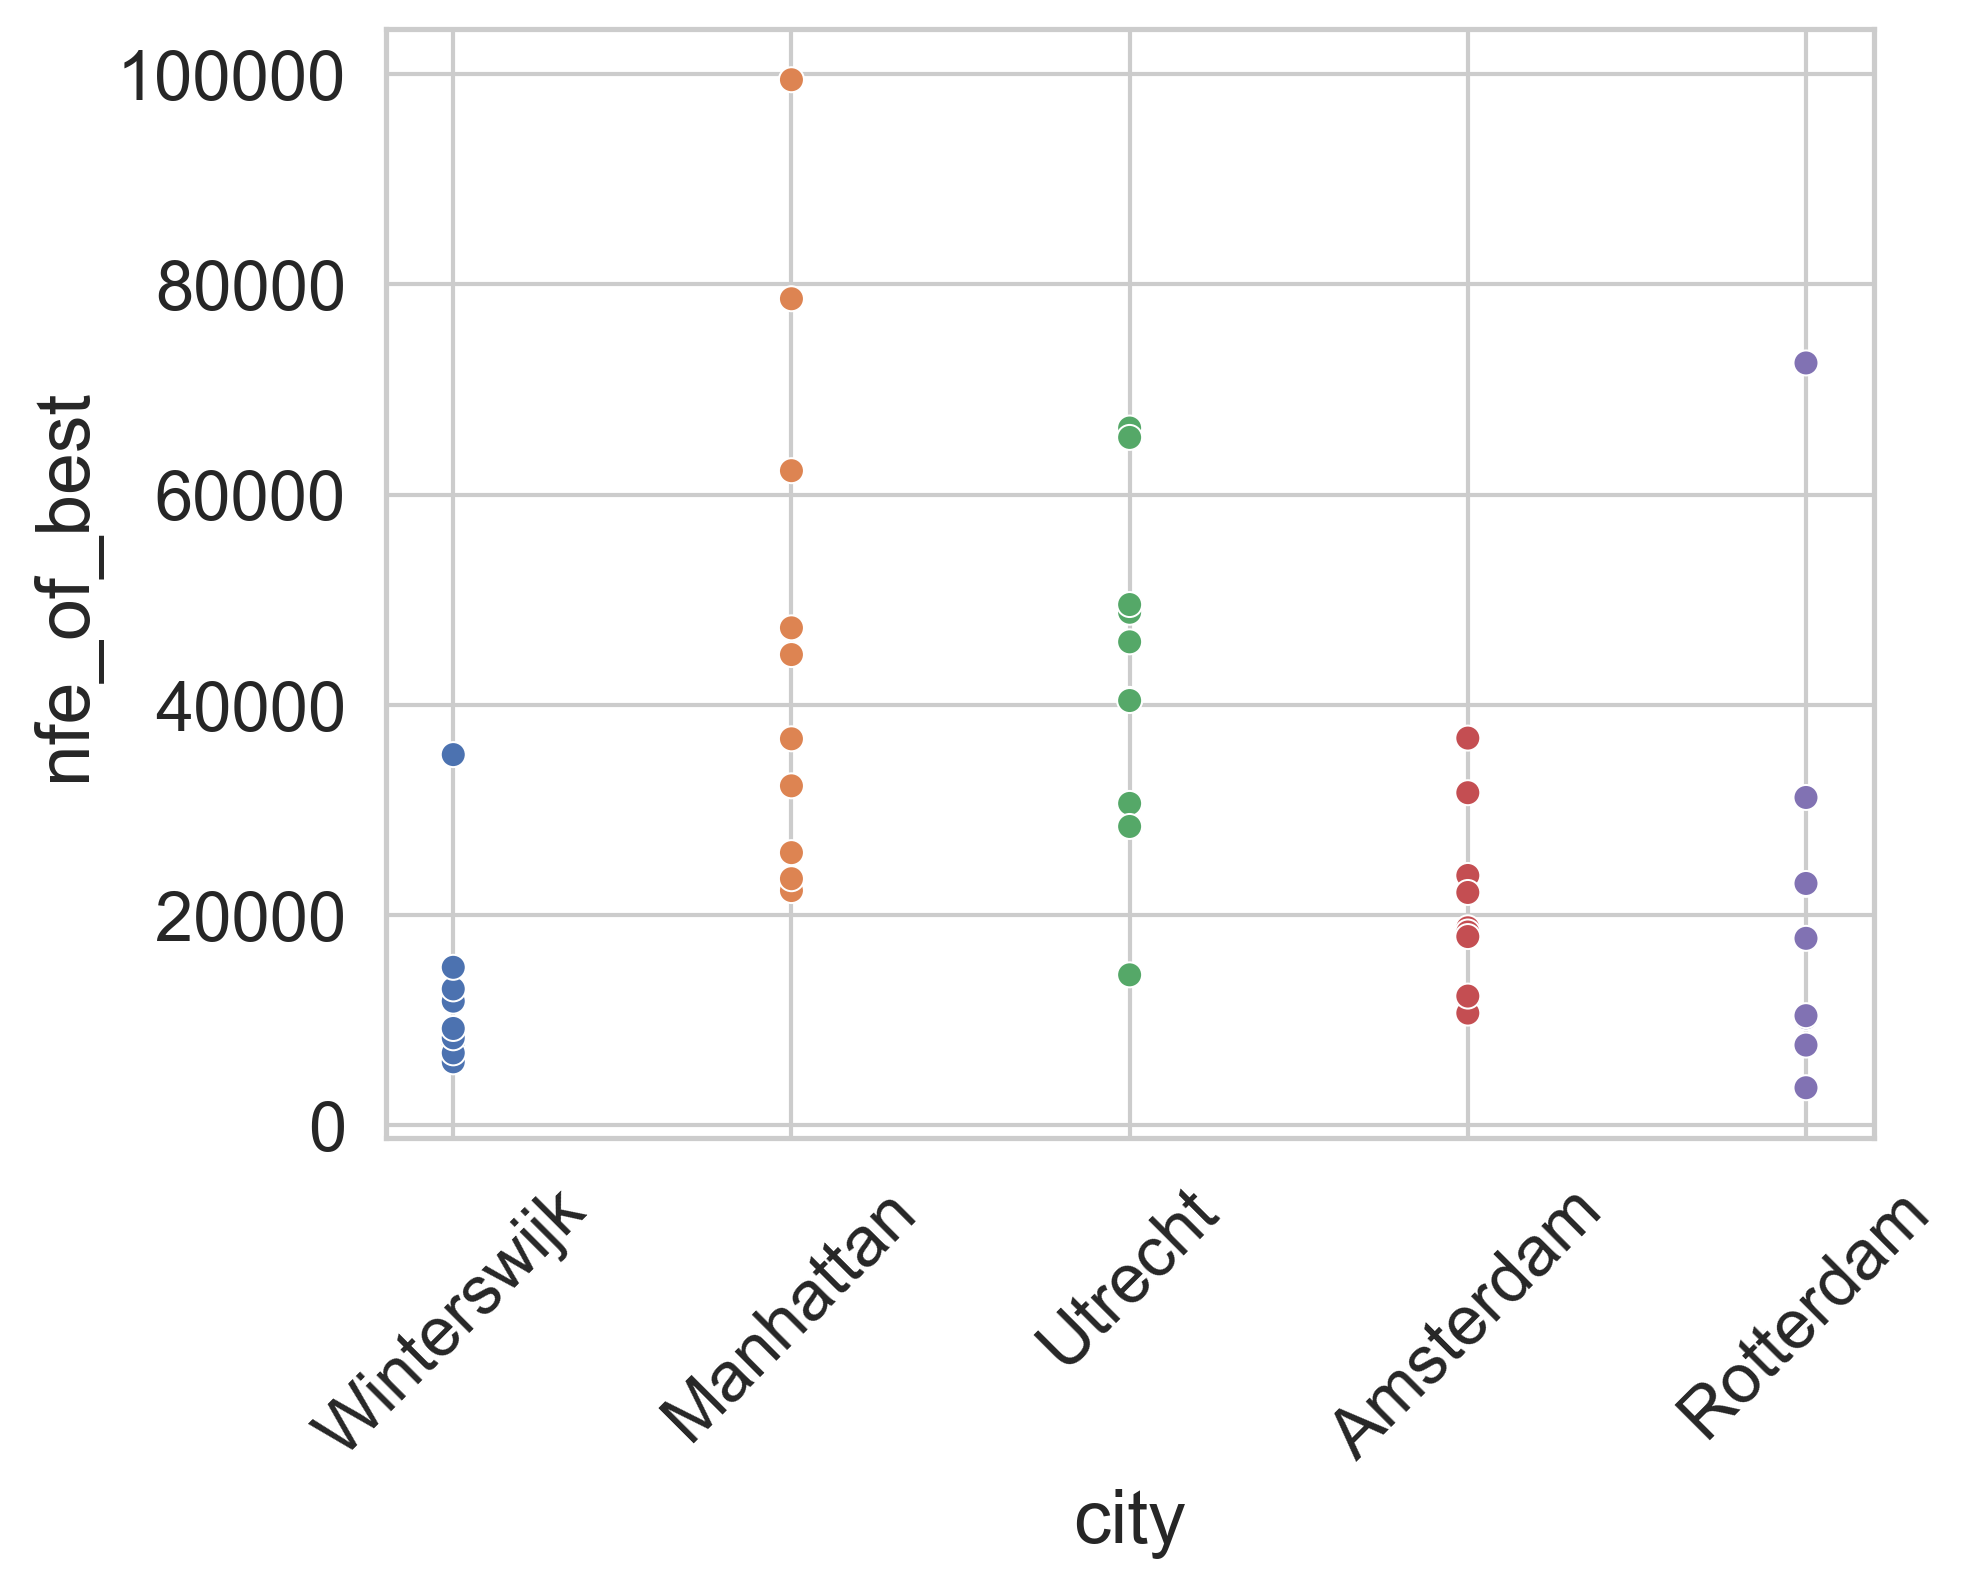 100000
80000
60000
40000
20000
0
nfe_of_best
Winterswijk
Manhattan
Utrecht
Amsterdam
Rotterdam
city